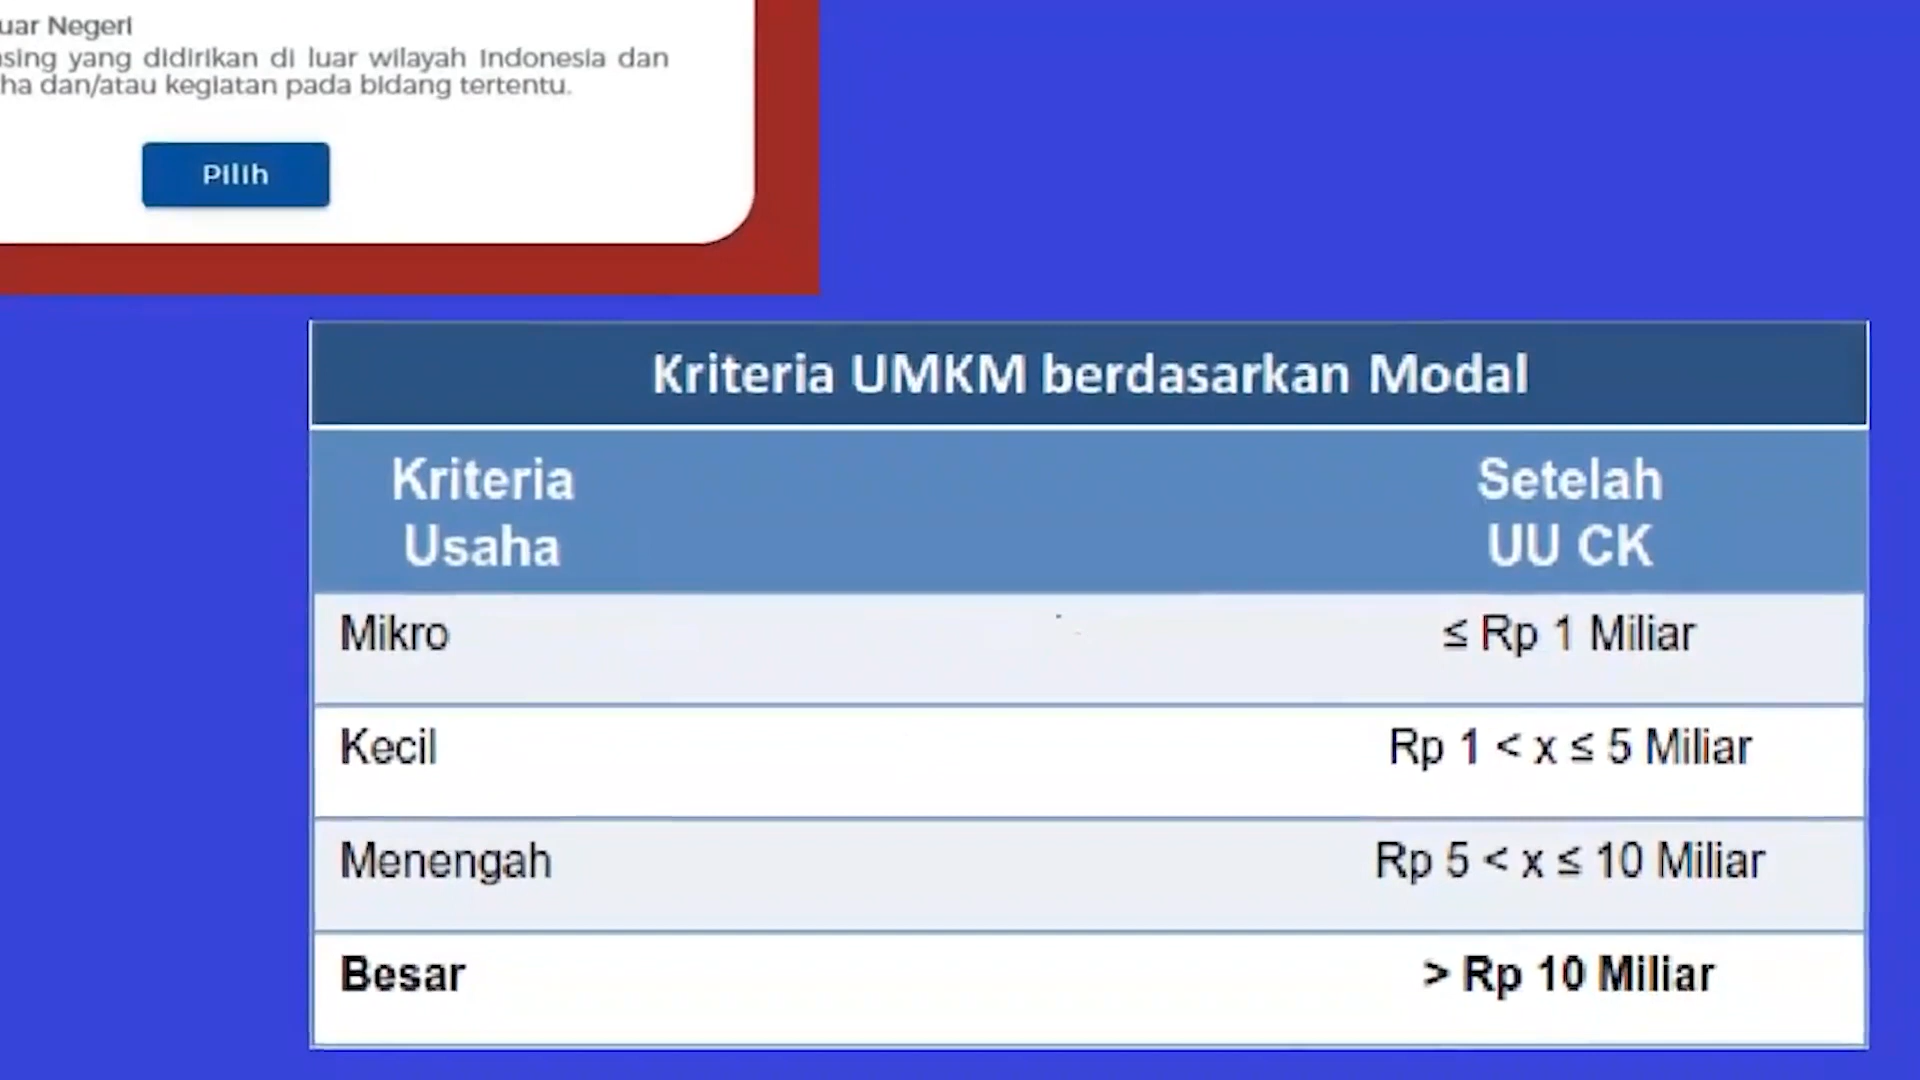 uar Negeri
sing yang didirikan di luar wilayah Indonesia dan
ha dan/atau kegiatan pada bidang tertentu.
Pilih
Kriteria UMKM berdasarkan Modal
Kriteria Usaha
Setelah UU CK
Mikro ≤ Rp 1 Miliar
Kecil Rp 1 < x ≤ 5 Miliar
Menengah Rp 5 < x ≤ 10 Miliar
Besar > Rp 10 Miliar